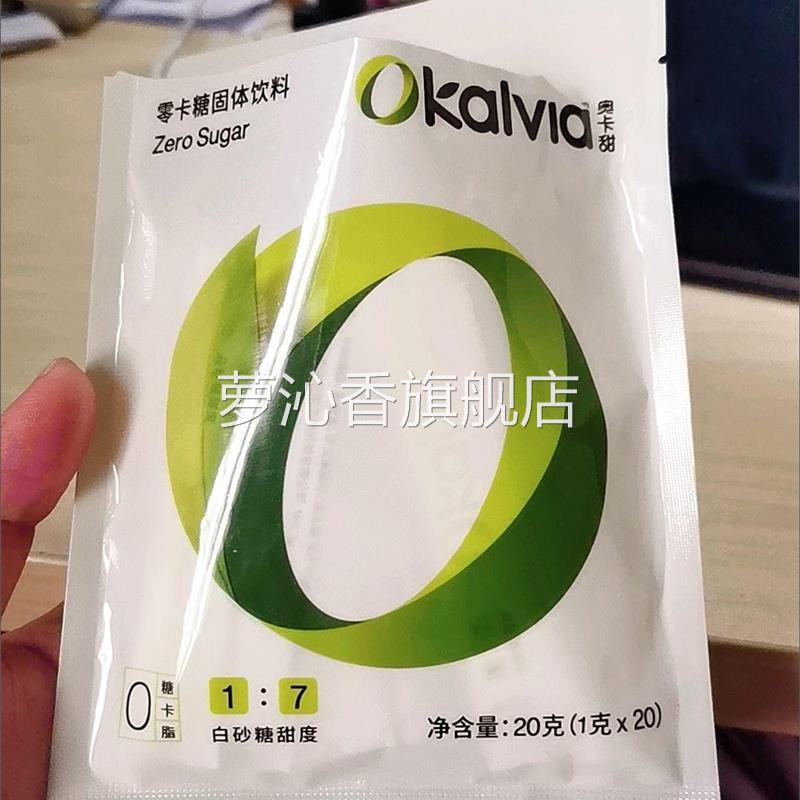 零卡糖固体饮料
Zero Sugar
Okalvia
奥卡甜
萝沁香旗舰店
0
糖
卡
脂
1 : 7
白砂糖甜度
净含量:20克(1克x20)